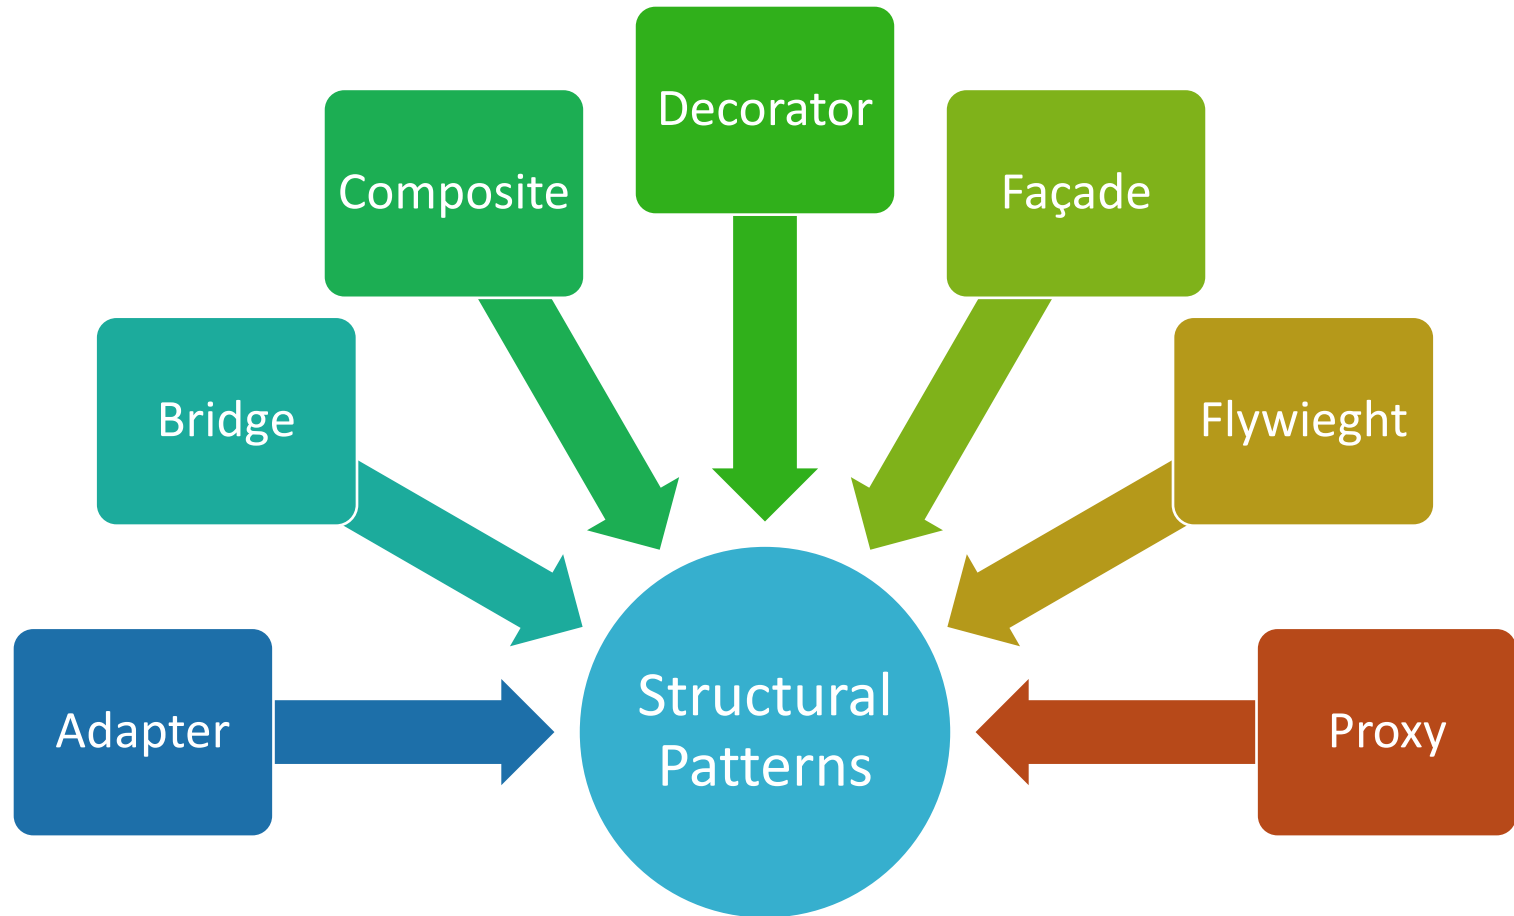 Decorator
Composite
Façade
Bridge
Flywieght
Structural
Patterns
Adapter
Proxy